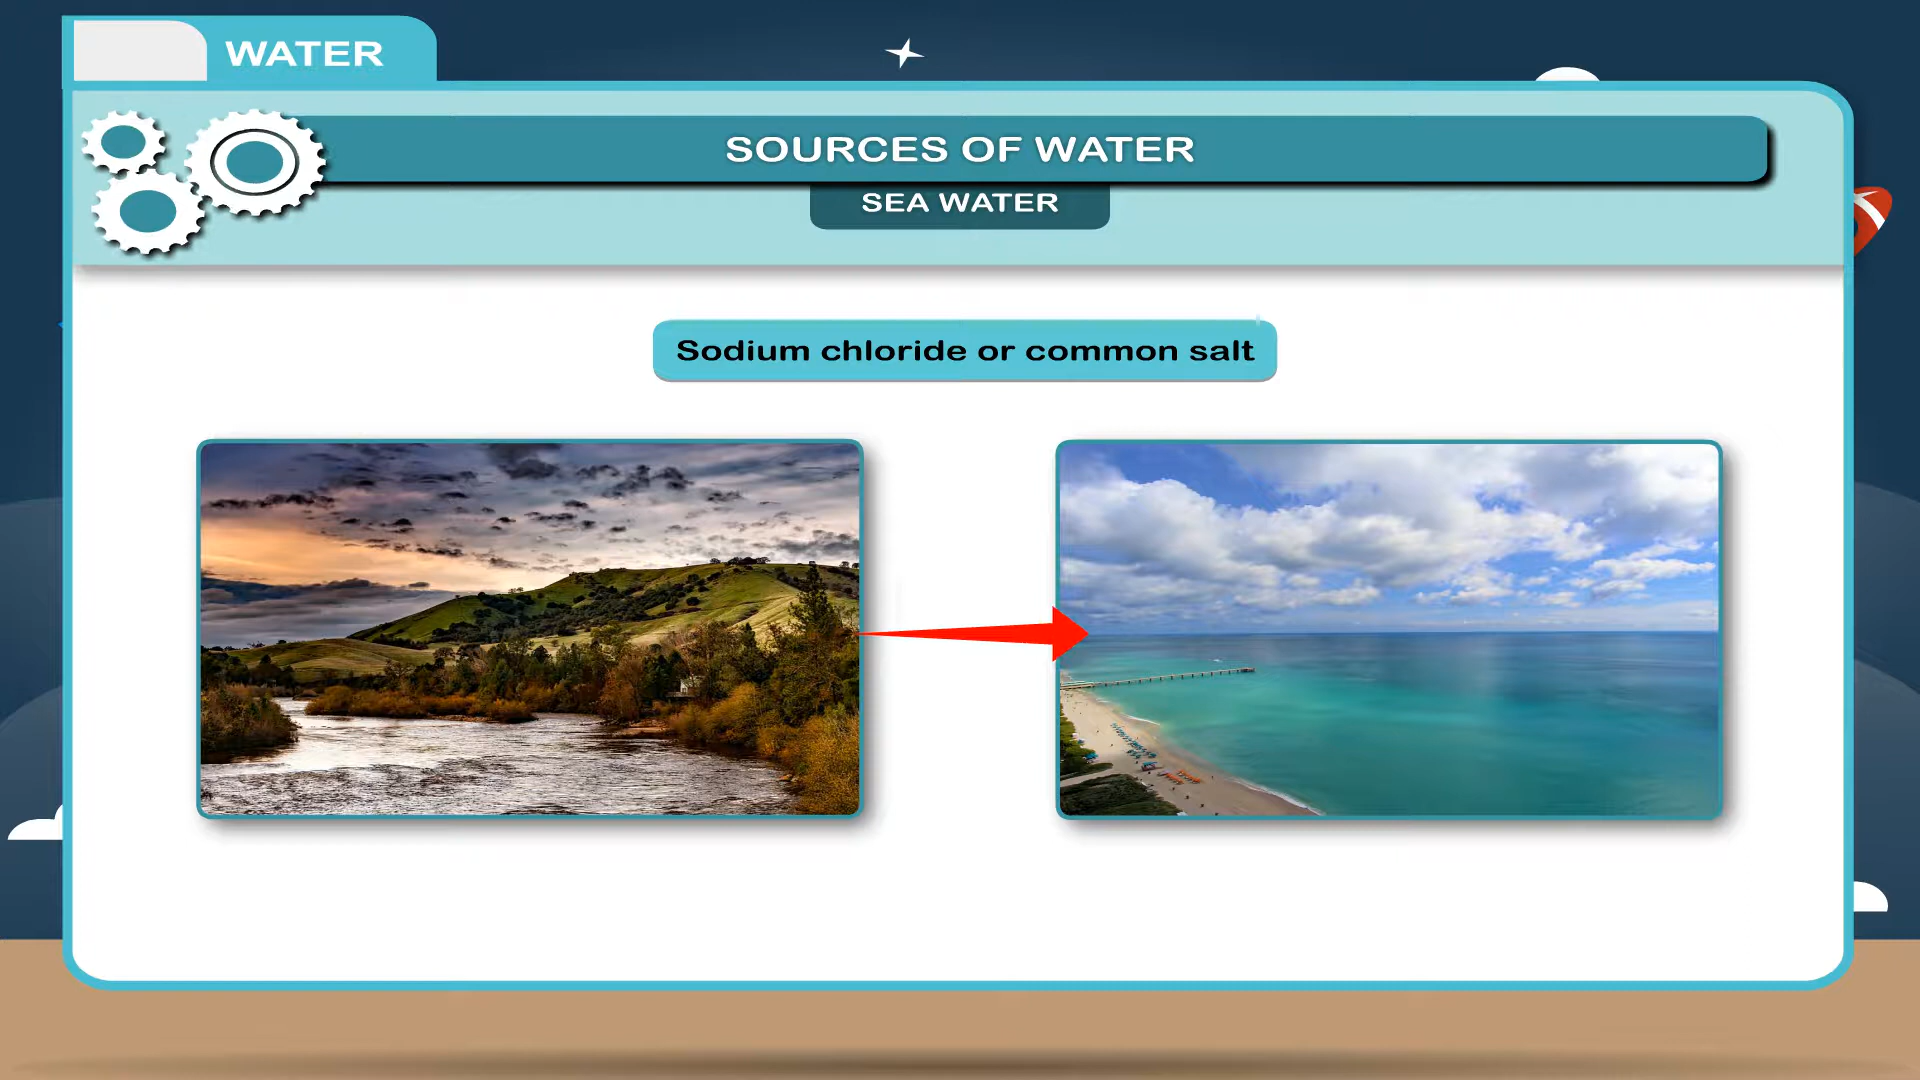 WATER
SOURCES OF WATER
SEA WATER
Sodium chloride or common salt